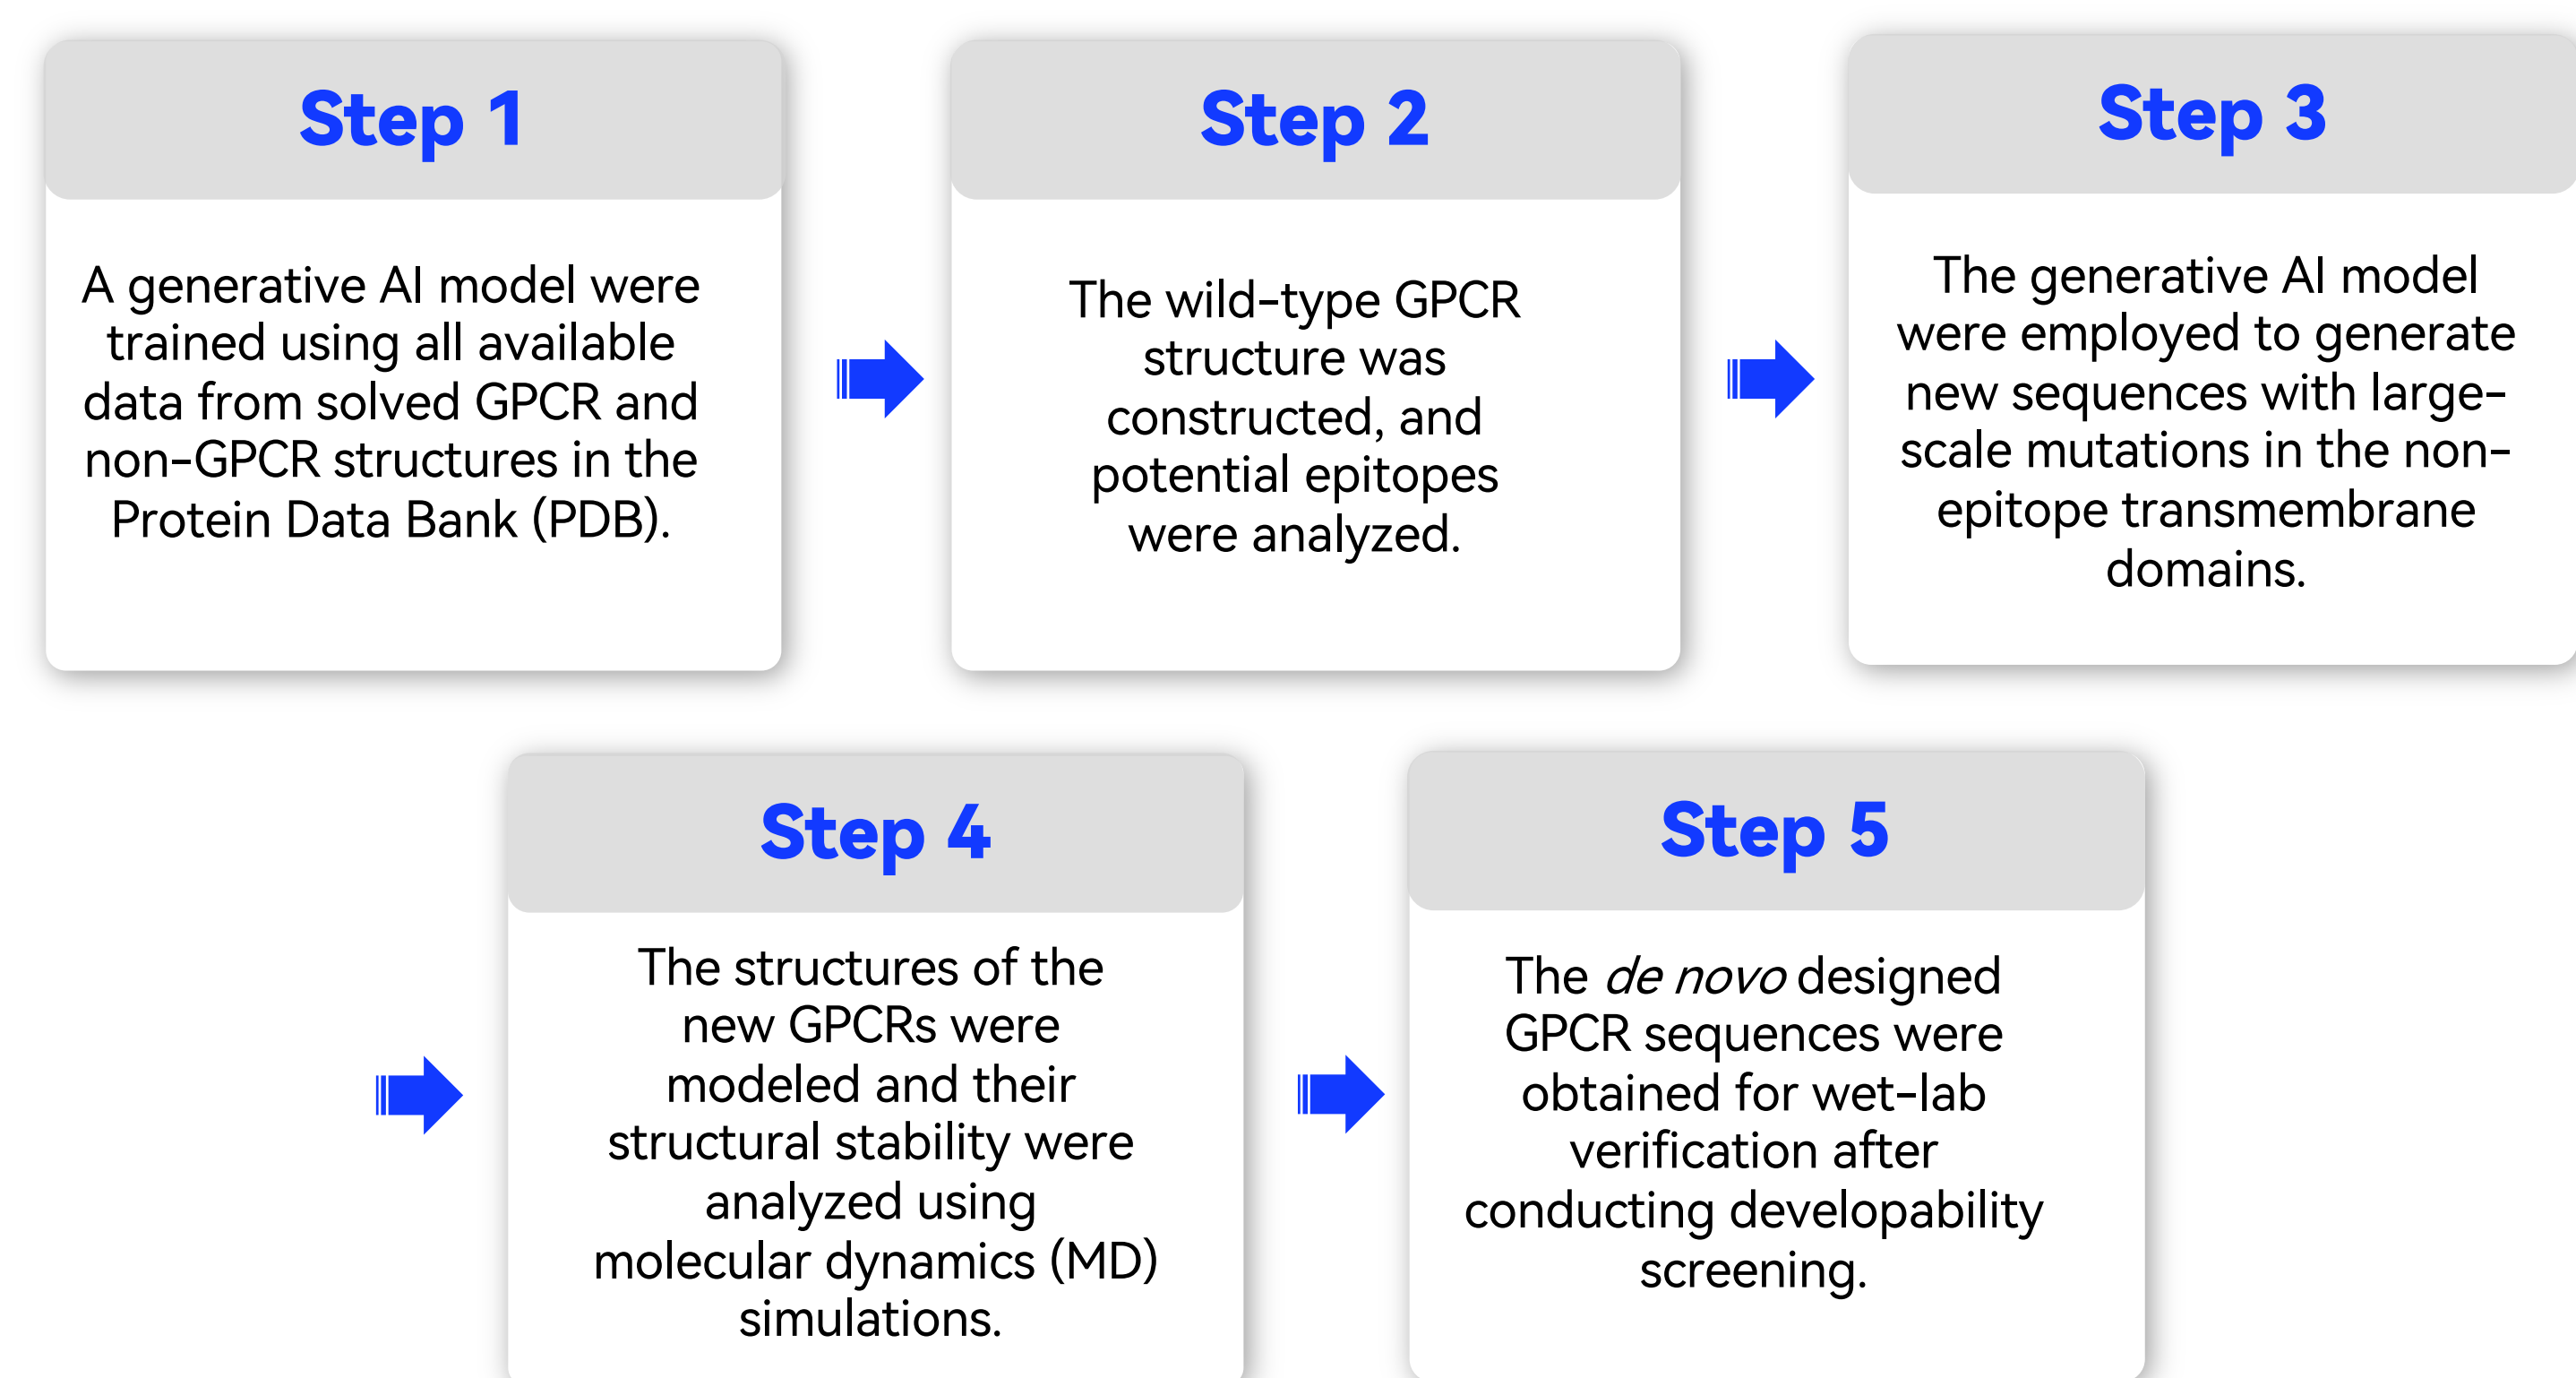 Step 1
A generative AI model were
trained using all available
data from solved GPCR and
non-GPCR structures in the
Protein Data Bank (PDB).
Step 2
The wild-type GPCR
structure was
constructed, and
potential epitopes
were analyzed.
Step 3
The generative AI model
were employed to generate
new sequences with large-
scale mutations in the non-
epitope transmembrane
domains.
Step 4
The structures of the
new GPCRs were
modeled and their
structural stability were
analyzed using
molecular dynamics (MD)
simulations.
Step 5
The de novo designed
GPCR sequences were
obtained for wet-lab
verification after
conducting developability
screening.